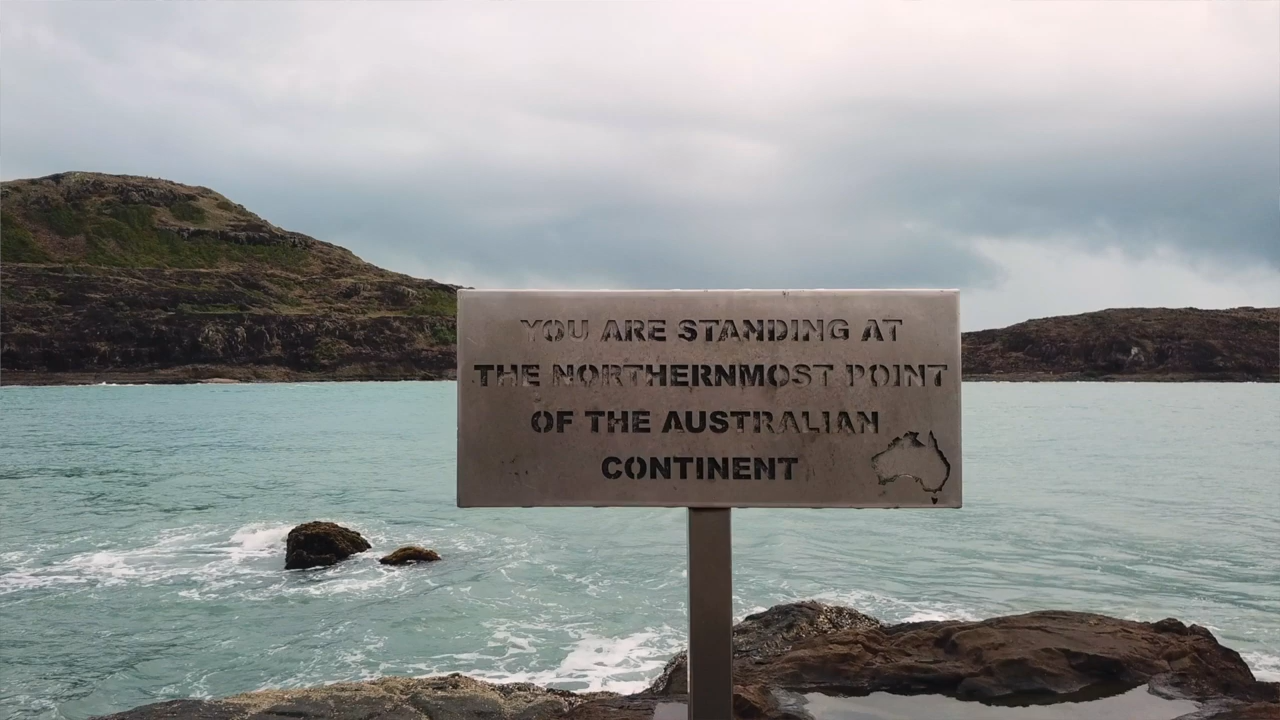 YOU ARE STANDING AT
THE NORTHERNMOST POINT
OF THE AUSTRALIAN
CONTINENT